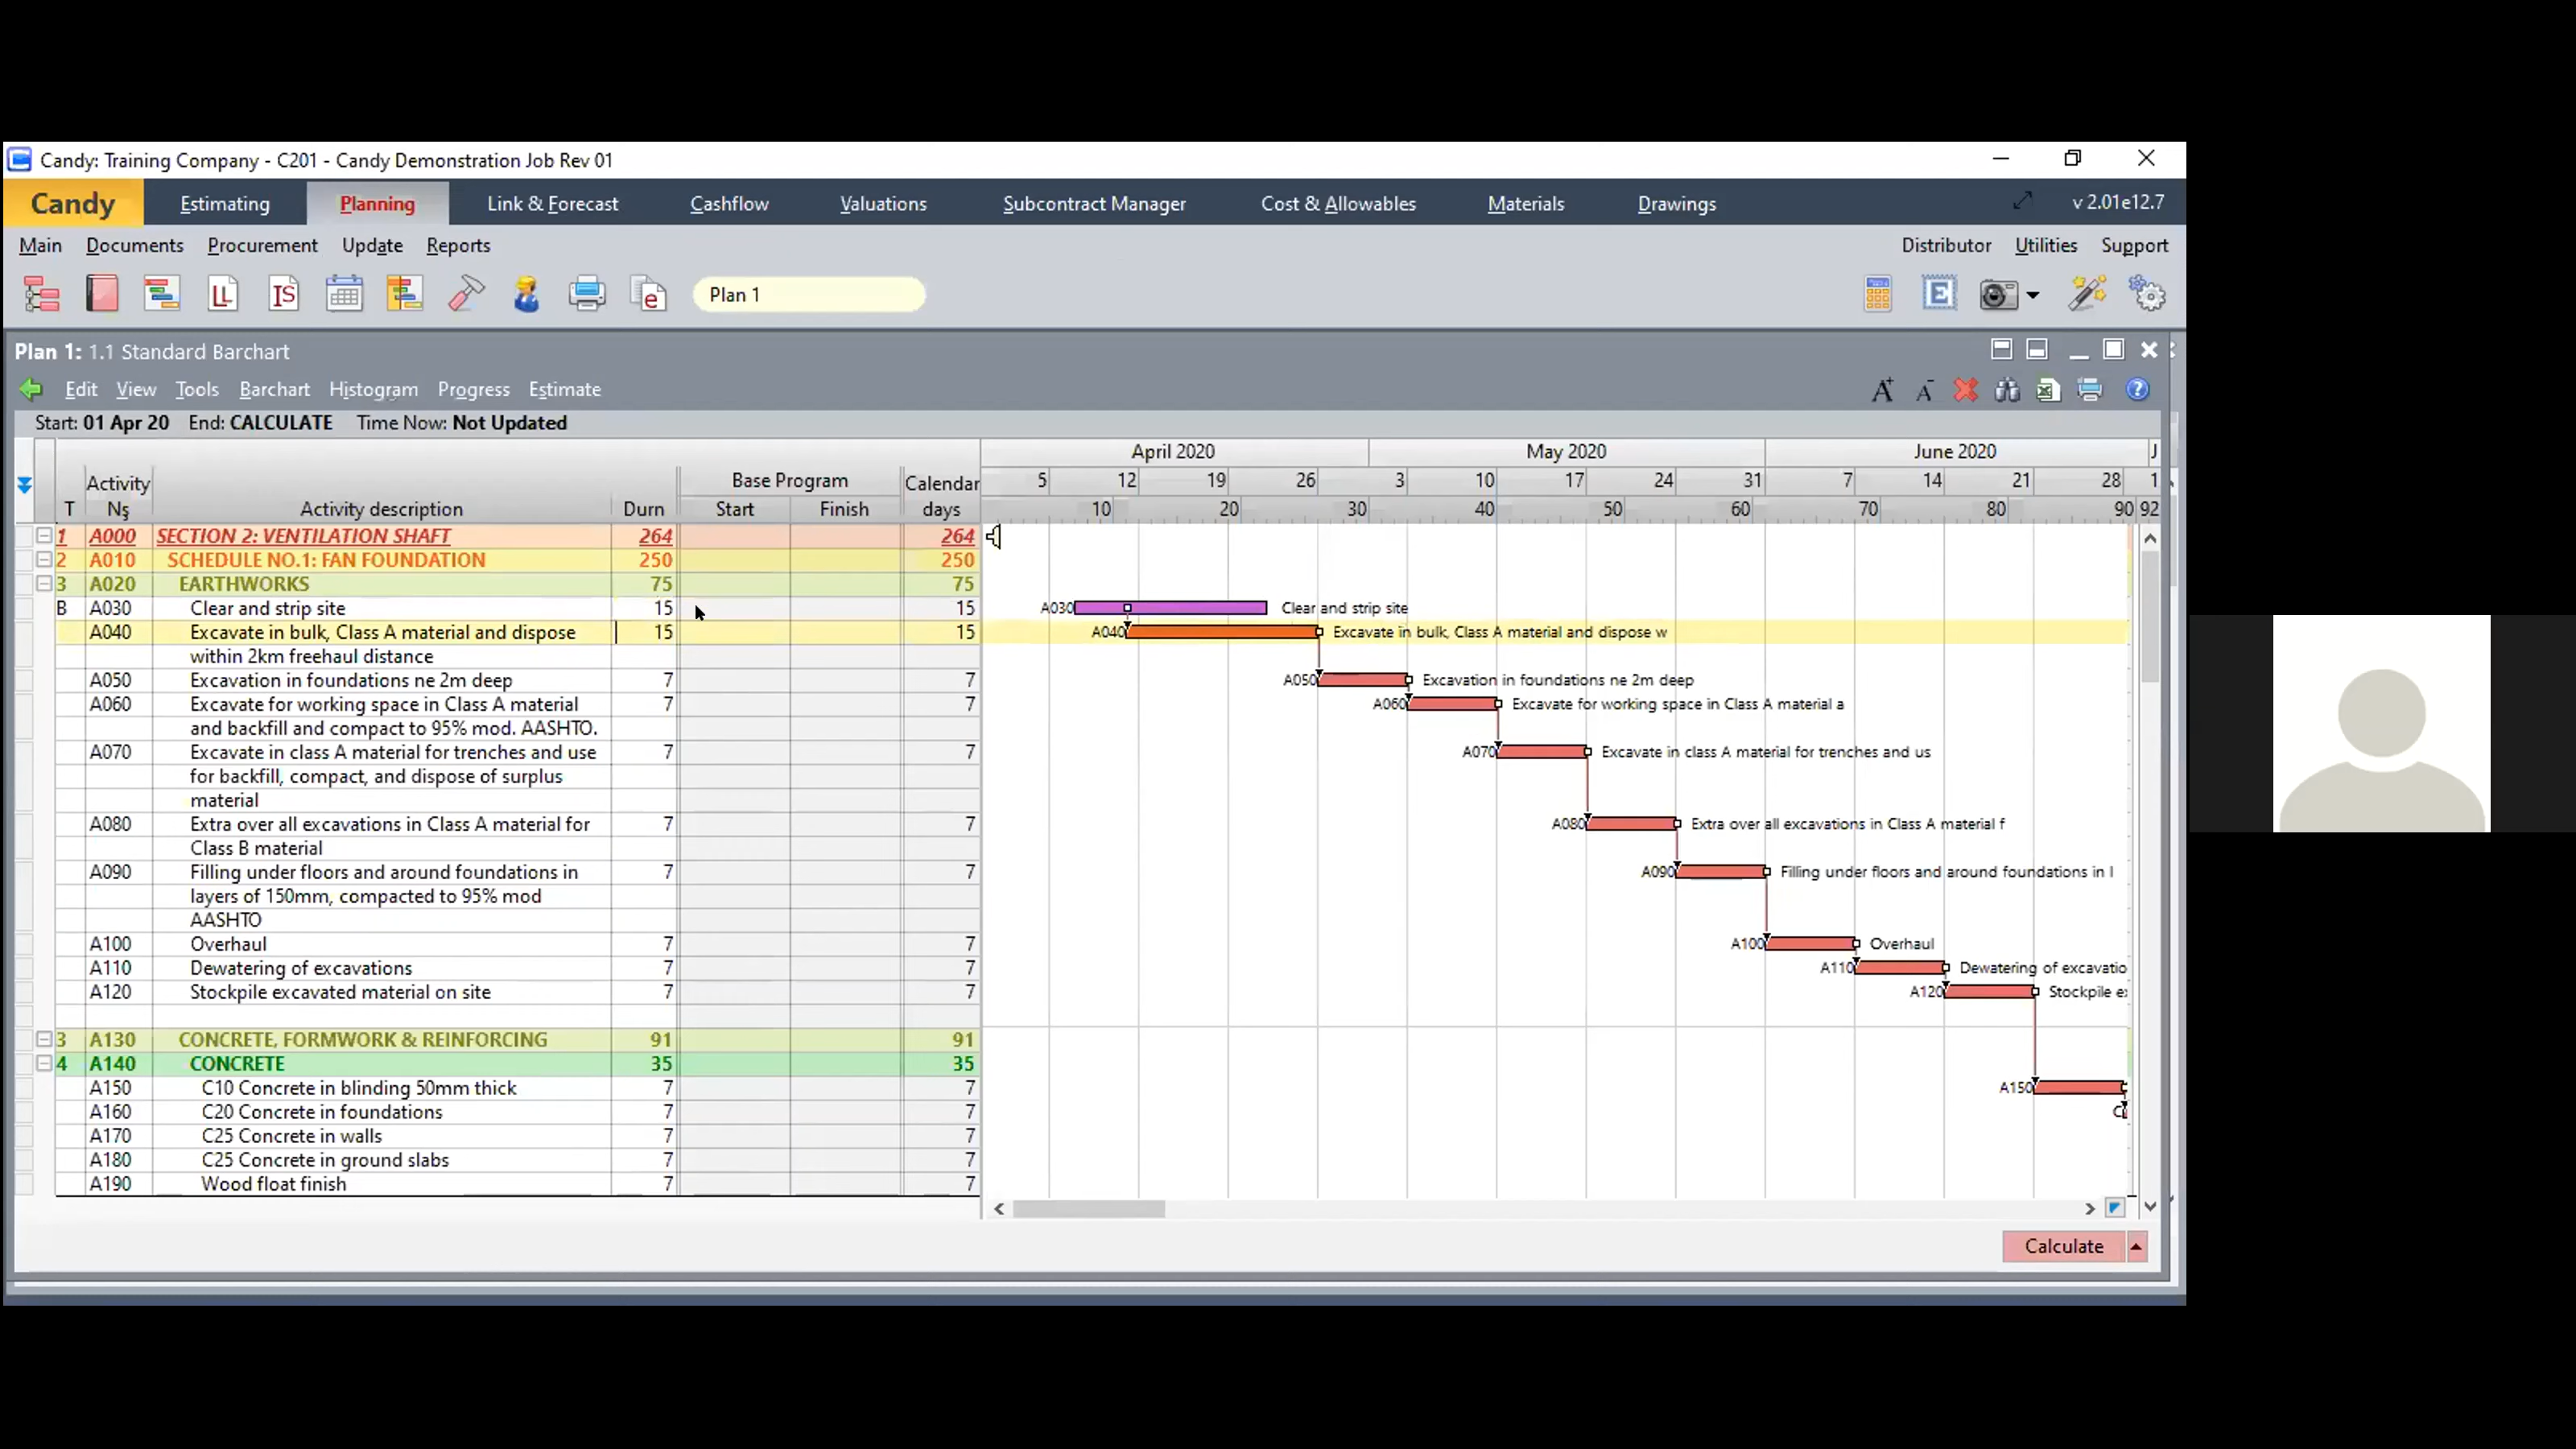 Candy: Training Company - C201 - Candy Demonstration Job Rev 01
Candy Estimating Planning Link & Forecast Cashflow Valuations Subcontract Manager Cost & Allowables Materials Drawings v 2.01e12.7
Main Documents Procurement Update Reports Distributor Utilities Support
LL IS e Plan 1 E
Plan 1: 1.1 Standard Barchart
Edit View Tools Barchart Histogram Progress Estimate
Start: 01 Apr 20 End: CALCULATE Time Now: Not Updated
April 2020 May 2020 June 2020 J
Activity Base Program Calendar 5 12 19 26 3 10 17 24 31 7 14 21 28 1
T Nş Activity description Durn Start Finish days 10 20 30 40 50 60 70 80 90 92
1 A000 SECTION 2: VENTILATION SHAFT 264 264
2 A010 SCHEDULE NO.1: FAN FOUNDATION 250 250
3 A020 EARTHWORKS 75 75
B A030 Clear and strip site 15 15 A030 Clear and strip site
A040 Excavate in bulk, Class A material and dispose 15 15 A040 Excavate in bulk, Class A material and dispose w
within 2km freehaul distance
A050 Excavation in foundations ne 2m deep 7 7 A050 Excavation in foundations ne 2m deep
A060 Excavate for working space in Class A material 7 7 A060 Excavate for working space in Class A material a
and backfill and compact to 95% mod. AASHTO.
A070 Excavate in class A material for trenches and use 7 7 A070 Excavate in class A material for trenches and us
for backfill, compact, and dispose of surplus
material
A080 Extra over all excavations in Class A material for 7 7 A080 Extra over all excavations in Class A material f
Class B material
A090 Filling under floors and around foundations in 7 7 A090 Filling under floors and around foundations in l
layers of 150mm, compacted to 95% mod
AASHTO
A100 Overhaul 7 7 A100 Overhaul
A110 Dewatering of excavations 7 7 A110 Dewatering of excavatio
A120 Stockpile excavated material on site 7 7 A120 Stockpile e
3 A130 CONCRETE, FORMWORK & REINFORCING 91 91
4 A140 CONCRETE 35 35
A150 C10 Concrete in blinding 50mm thick 7 7 A150
A160 C20 Concrete in foundations 7 7
A170 C25 Concrete in walls 7 7
A180 C25 Concrete in ground slabs 7 7
A190 Wood float finish 7 7
Calculate